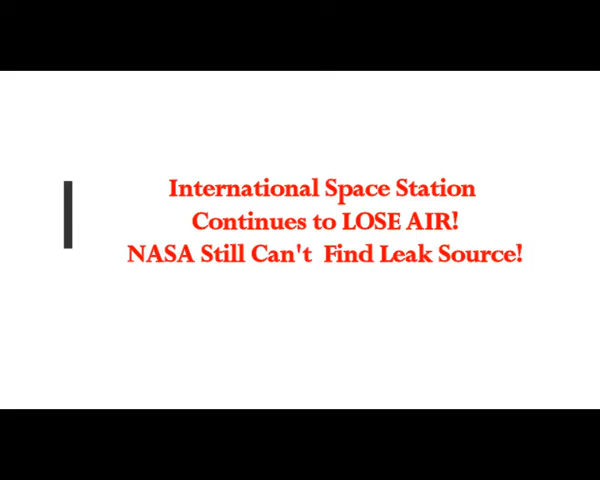 International Space Station
Continues to LOSE AIR!
NASA Still Can't  Find Leak Source!